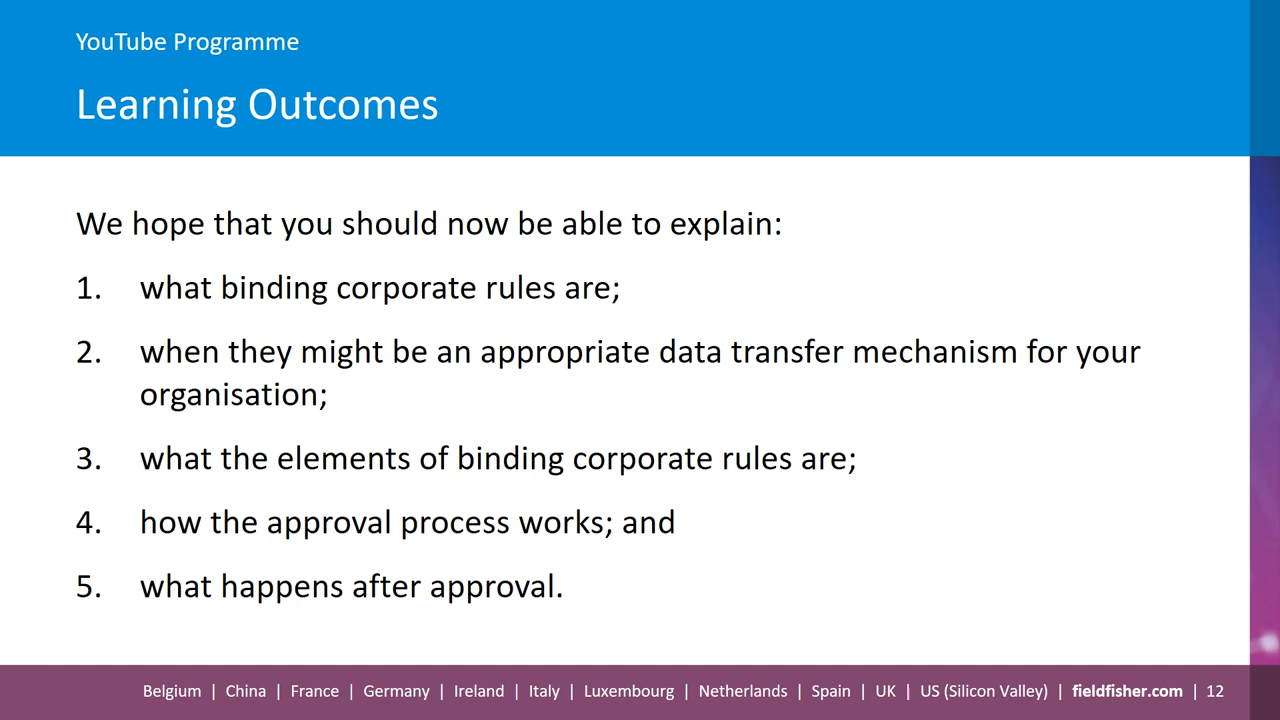 YouTube Programme
Learning Outcomes
We hope that you should now be able to explain:
1. what binding corporate rules are;
2. when they might be an appropriate data transfer mechanism for your
organisation;
3. what the elements of binding corporate rules are;
4. how the approval process works; and
5. what happens after approval.
Belgium | China | France | Germany | Ireland | Italy | Luxembourg | Netherlands | Spain | UK | US (Silicon Valley) | fieldfisher.com | 12